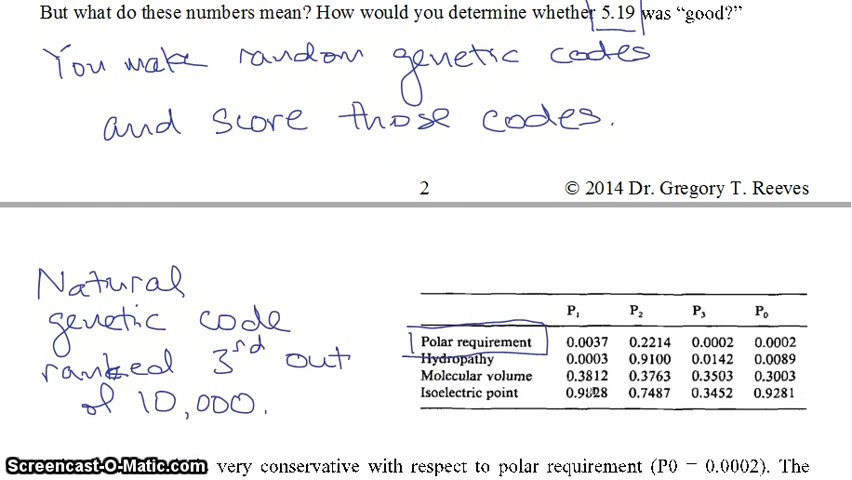 But what do these numbers mean? How would you determine whether 5.19 was “good?”
You make random genetic codes
and score those codes.
2 © 2014 Dr. Gregory T. Reeves
Natural
genetic code
ranked 3rd out
of 10,000.
P1 P2 P3 P0
Polar requirement 0.0037 0.2214 0.0002 0.0002
Hydropathy 0.0003 0.9100 0.0142 0.0089
Molecular volume 0.3812 0.3763 0.3503 0.3003
Isoelectric point 0.7487 0.3452 0.9281
Screencast-O-Matic.com very conservative with respect to polar requirement (P0 – 0.0002). The